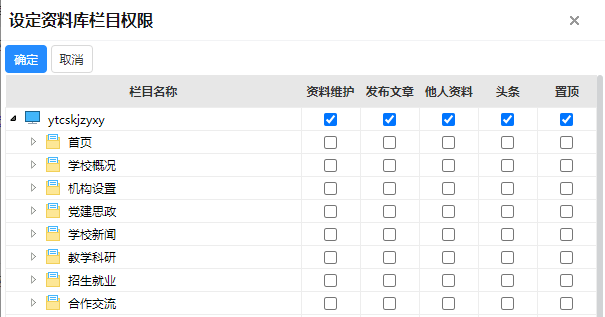 设定资料库栏目权限
确定 取消
栏目名称 资料维护 发布文章 他人资料 头条 置顶
ytcskjzyxy
首页
学校概况
机构设置
党建思政
学校新闻
教学科研
招生就业
合作交流